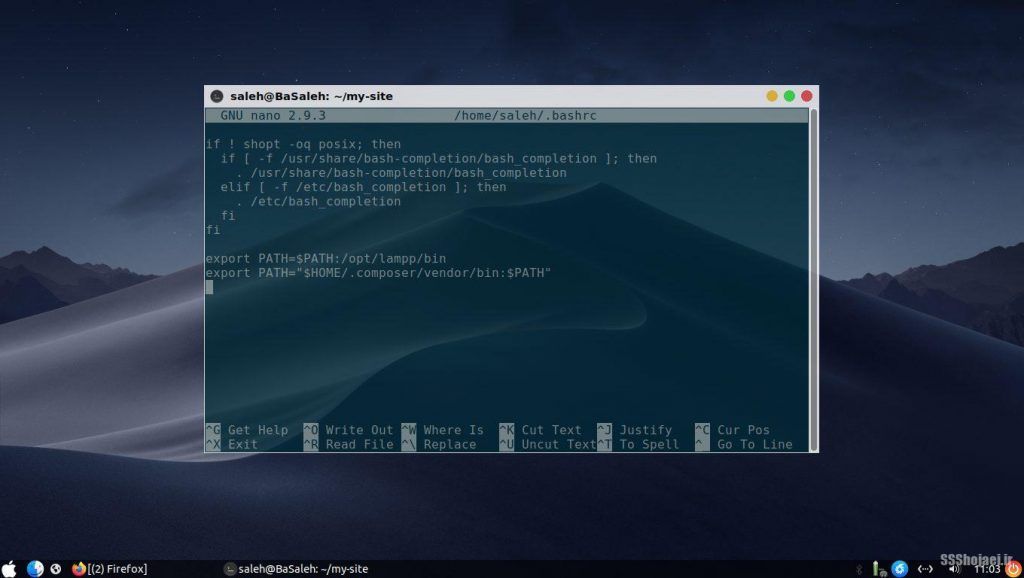 saleh@BaSaleh: ~/my-site
GNU nano 2.9.3 /home/saleh/.bashrc
if ! shopt -oq posix; then
if [ -f /usr/share/bash-completion/bash_completion ]; then
. /usr/share/bash-completion/bash_completion
elif [ -f /etc/bash_completion ]; then
. /etc/bash_completion
fi
fi
export PATH=$PATH:/opt/lampp/bin
export PATH="$HOME/.composer/vendor/bin:$PATH"
^G Get Help ^O Write Out ^W Where Is ^K Cut Text ^J Justify ^C Cur Pos
^X Exit ^R Read File ^\ Replace ^U Uncut Text ^T To Spell ^_ Go To Line
SSShojaei.ir
[(2) Firefox] saleh@BaSaleh: ~/my-site 11:03